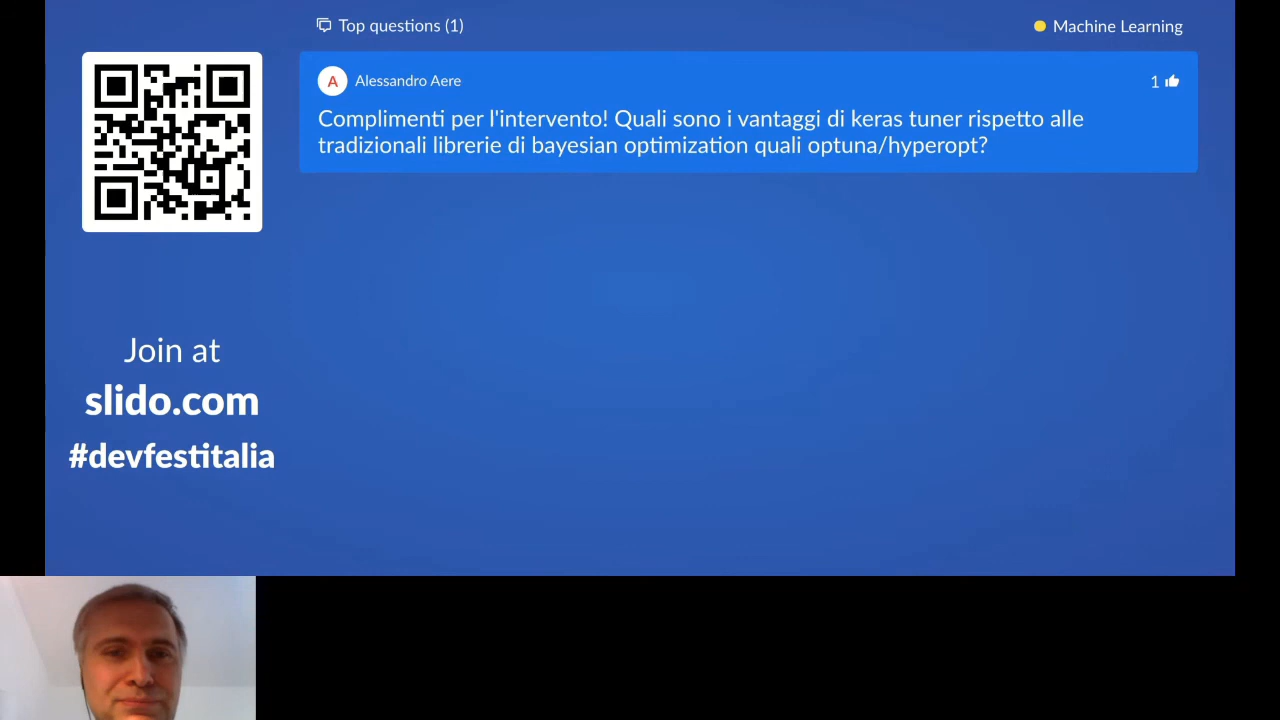 Top questions (1)
Machine Learning
A
Alessandro Aere
1
Complimenti per l'intervento! Quali sono i vantaggi di keras tuner rispetto alle
tradizionali librerie di bayesian optimization quali optuna/hyperopt?
Join at
slido.com
#devfestitalia